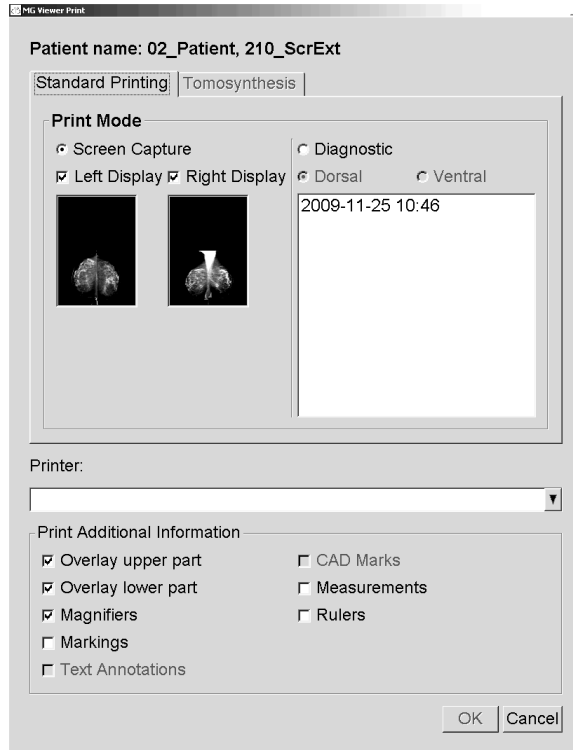 MG Viewer Print
Patient name: 02_Patient, 210_ScrExt
Standard Printing Tomosynthesis
Print Mode
Screen Capture
Left Display Right Display
Diagnostic
Dorsal Ventral
2009-11-25 10:46
Printer:
Print Additional Information
Overlay upper part
Overlay lower part
Magnifiers
Markings
Text Annotations
CAD Marks
Measurements
Rulers
OK Cancel